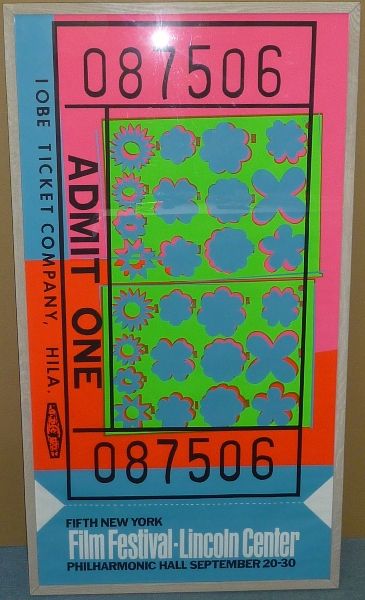 087506
IOBE TICKET COMPANY, HILA.
ADMIT ONE
087506
FIFTH NEW YORK
Film Festival-Lincoln Center
PHILHARMONIC HALL SEPTEMBER 20-30